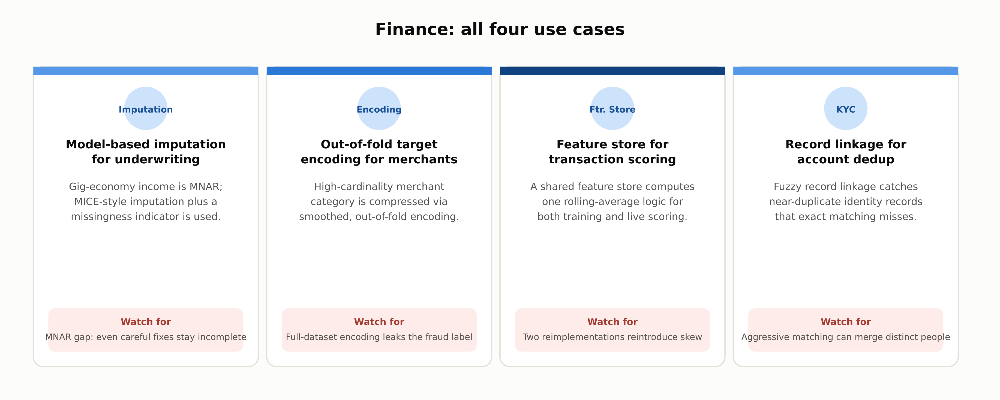 Finance: all four use cases
Imputation
Model-based imputation
for underwriting
Gig-economy income is MNAR;
MICE-style imputation plus a
missingness indicator is used.
Watch for
MNAR gap: even careful fixes stay incomplete
Encoding
Out-of-fold target
encoding for merchants
High-cardinality merchant
category is compressed via
smoothed, out-of-fold encoding.
Watch for
Full-dataset encoding leaks the fraud label
Ftr. Store
Feature store for
transaction scoring
A shared feature store computes
one rolling-average logic for
both training and live scoring.
Watch for
Two reimplementations reintroduce skew
KYC
Record linkage for
account dedup
Fuzzy record linkage catches
near-duplicate identity records
that exact matching misses.
Watch for
Aggressive matching can merge distinct people